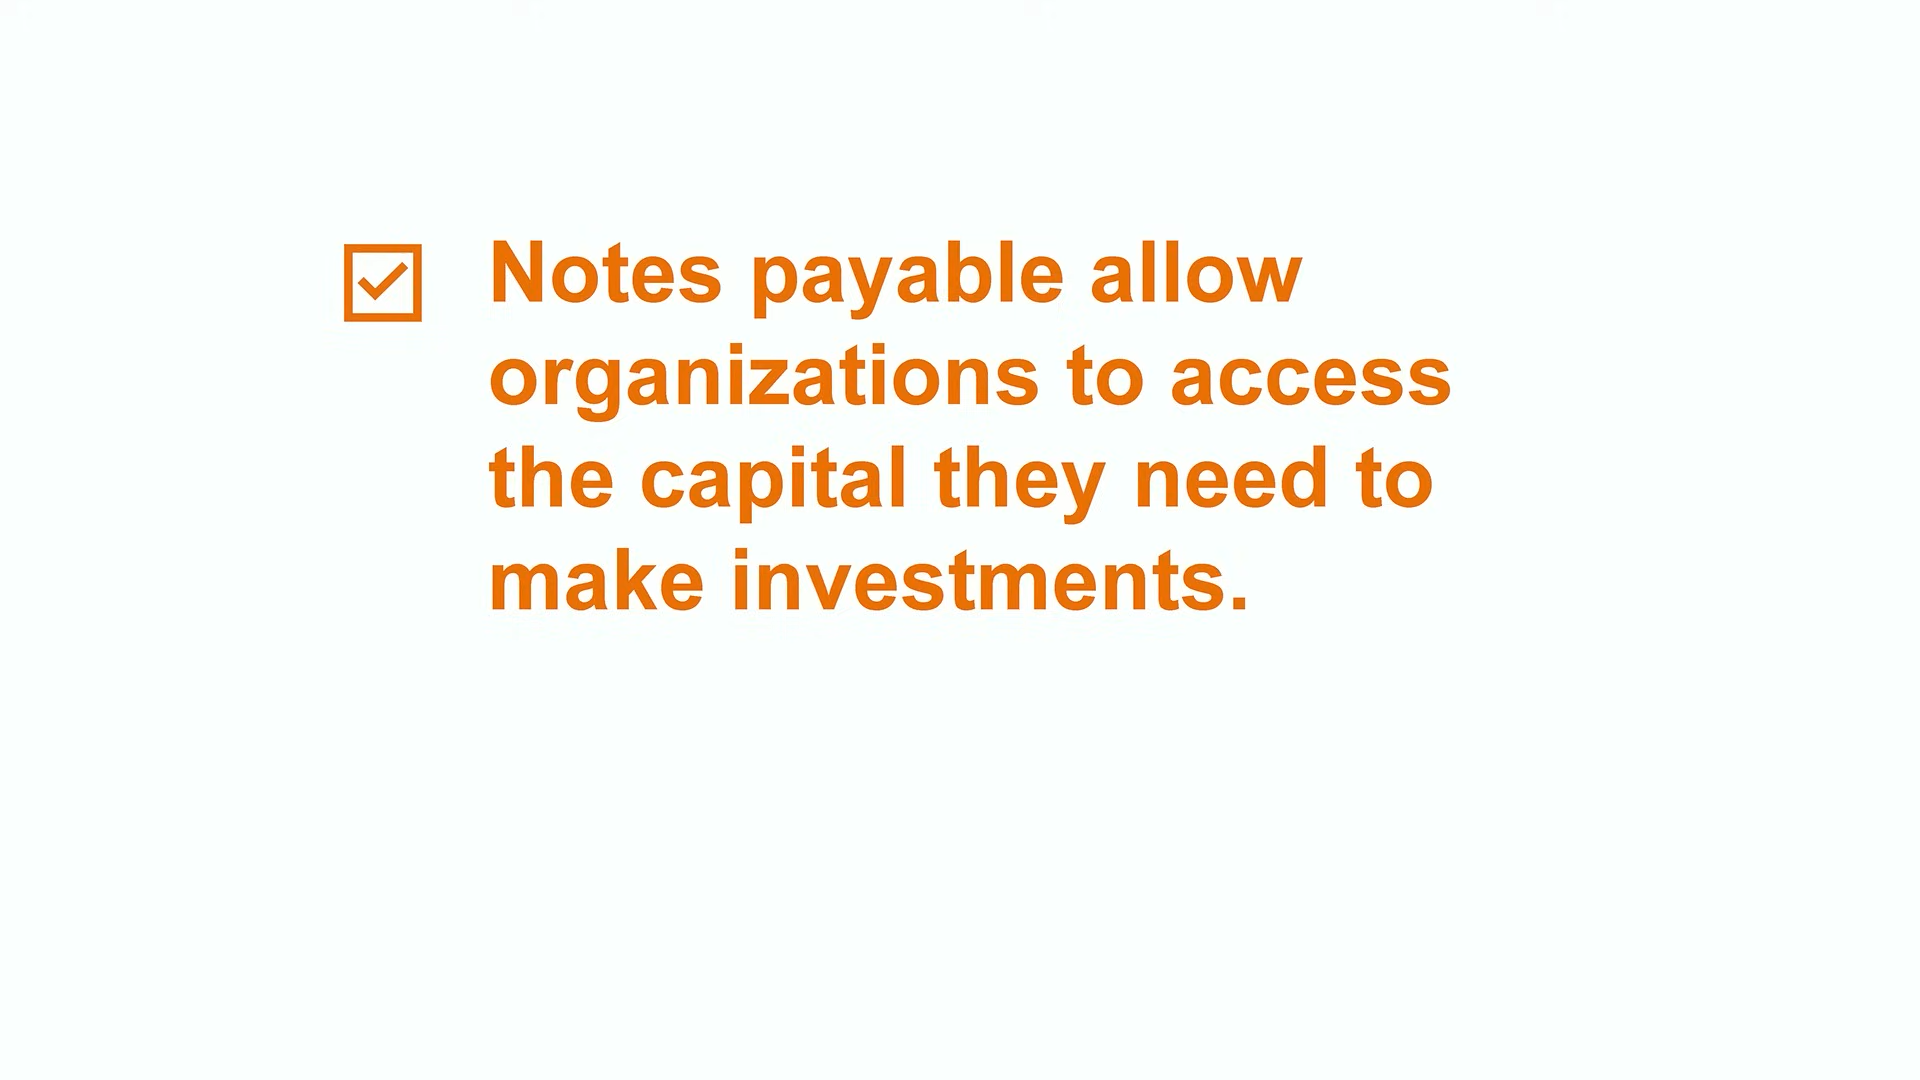 Notes payable allow
organizations to access
the capital they need to
make investments.